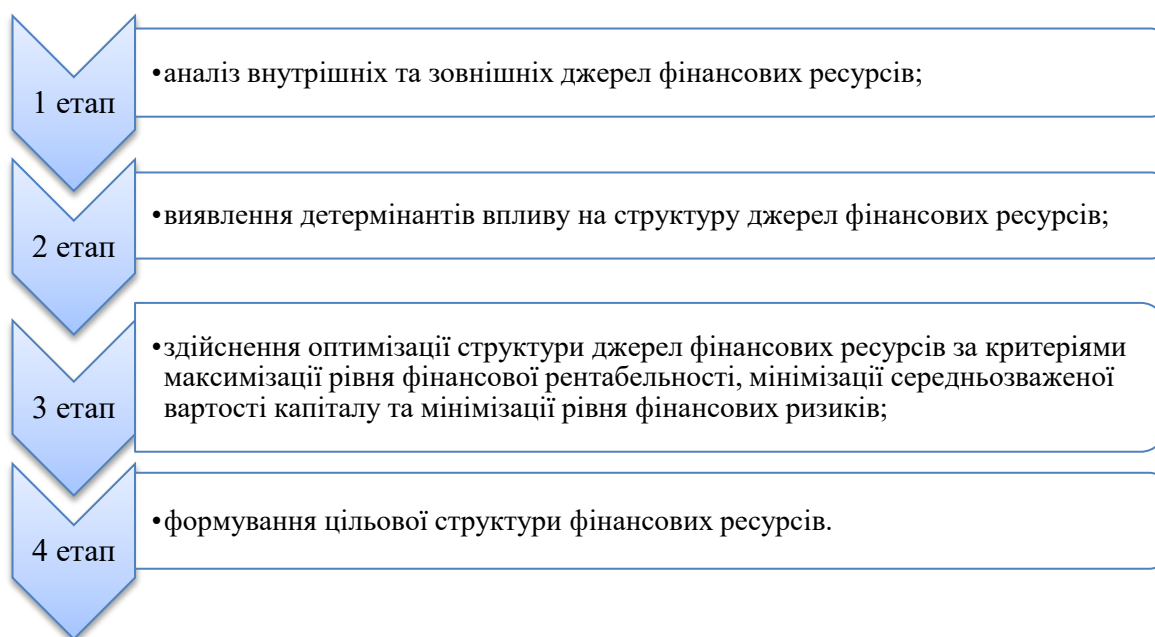 1 етап
•аналіз внутрішніх та зовнішніх джерел фінансових ресурсів;
2 етап
•виявлення детермінантів впливу на структуру джерел фінансових ресурсів;
3 етап
•здійснення оптимізації структури джерел фінансових ресурсів за критеріями
максимізації рівня фінансової рентабельності, мінімізації середньозваженої
вартості капіталу та мінімізації рівня фінансових ризиків;
4 етап
•формування цільової структури фінансових ресурсів.